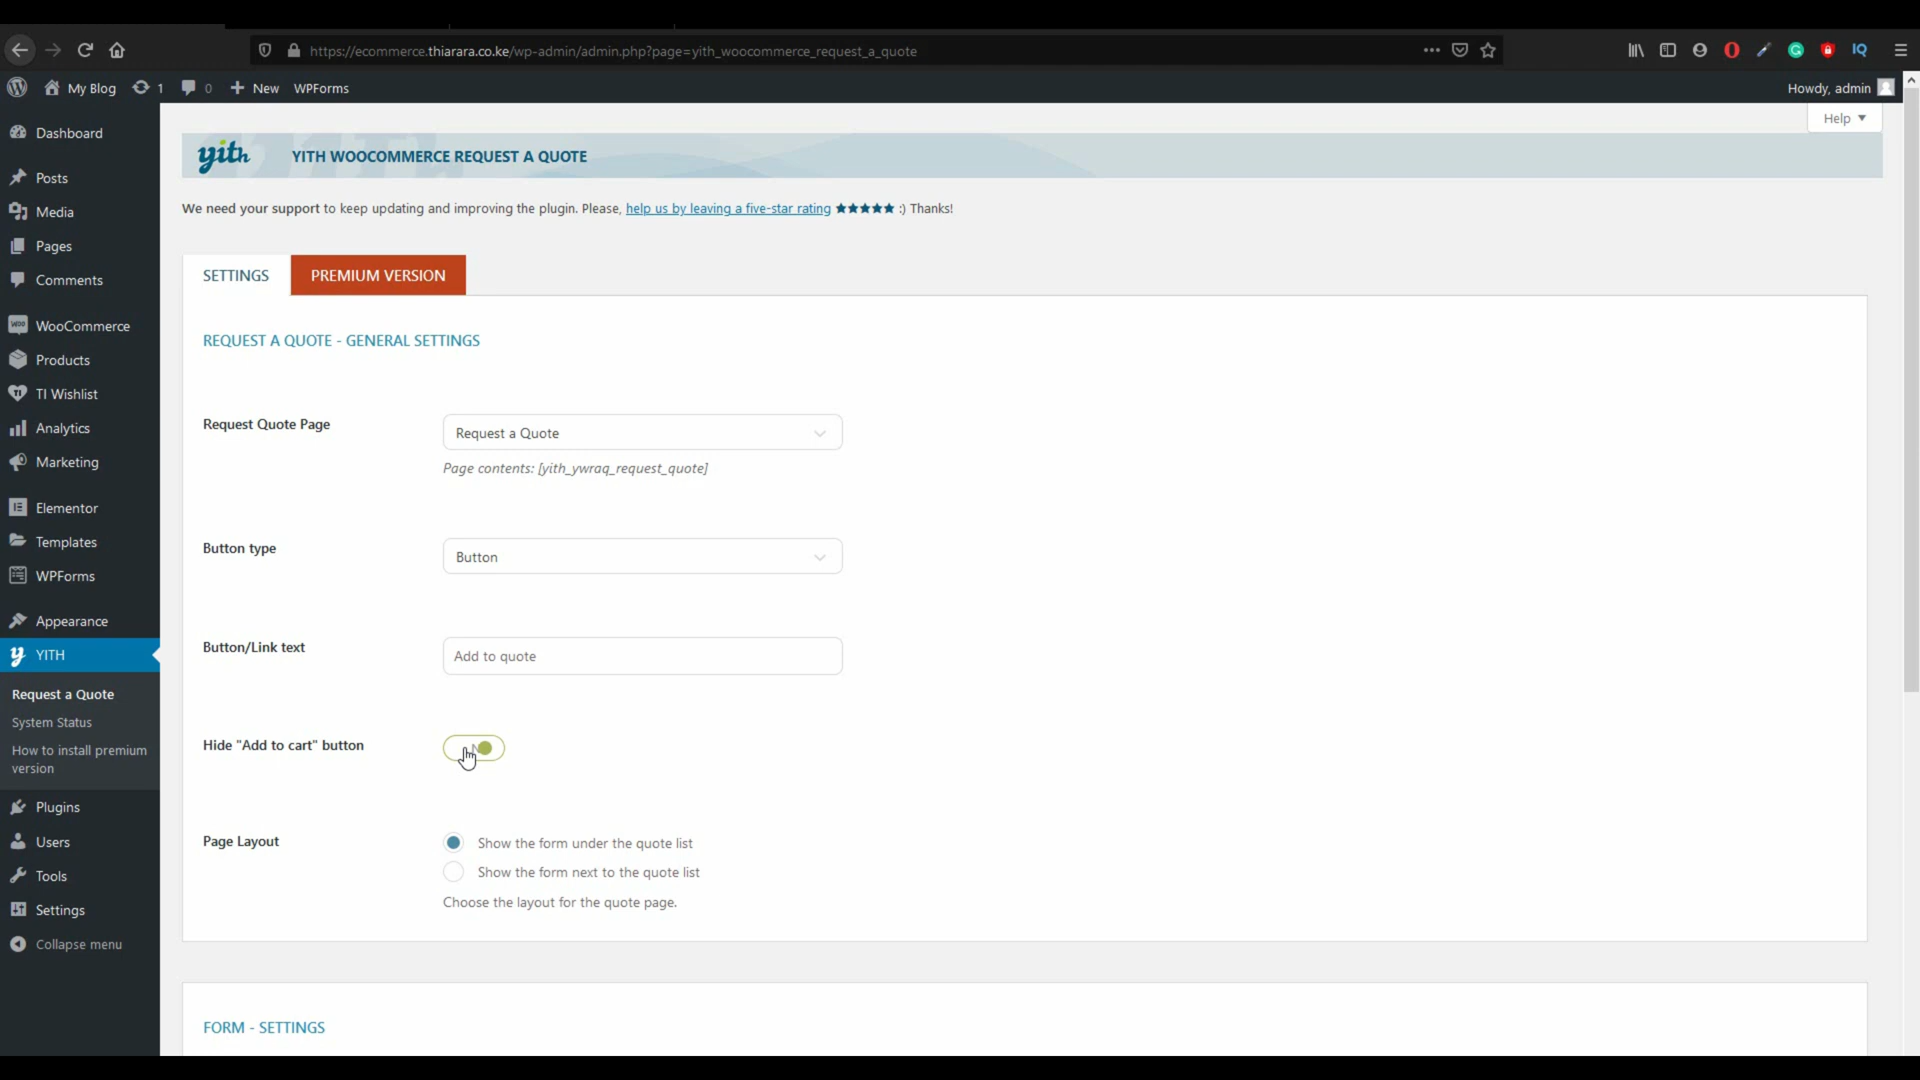 https://ecommerce.thiarara.co.ke/wp-admin/admin.php?page=yith_woocommerce_request_a_quote
IQ
My Blog 1 0 New WPForms
Howdy, admin
Help
Dashboard
Posts
Media
Pages
Comments
WooCommerce
Products
TI Wishlist
Analytics
Marketing
Elementor
Templates
WPForms
Appearance
YITH
Request a Quote
System Status
How to install premium
version
Plugins
Users
Tools
Settings
Collapse menu
yith YITH WOOCOMMERCE REQUEST A QUOTE
We need your support to keep updating and improving the plugin. Please, help us by leaving a five-star rating ★★★★★ :) Thanks!
SETTINGS PREMIUM VERSION
REQUEST A QUOTE - GENERAL SETTINGS
Request Quote Page Request a Quote
Page contents: [yith_ywraq_request_quote]
Button type Button
Button/Link text Add to quote
Hide "Add to cart" button
Page Layout Show the form under the quote list
Show the form next to the quote list
Choose the layout for the quote page.
FORM - SETTINGS